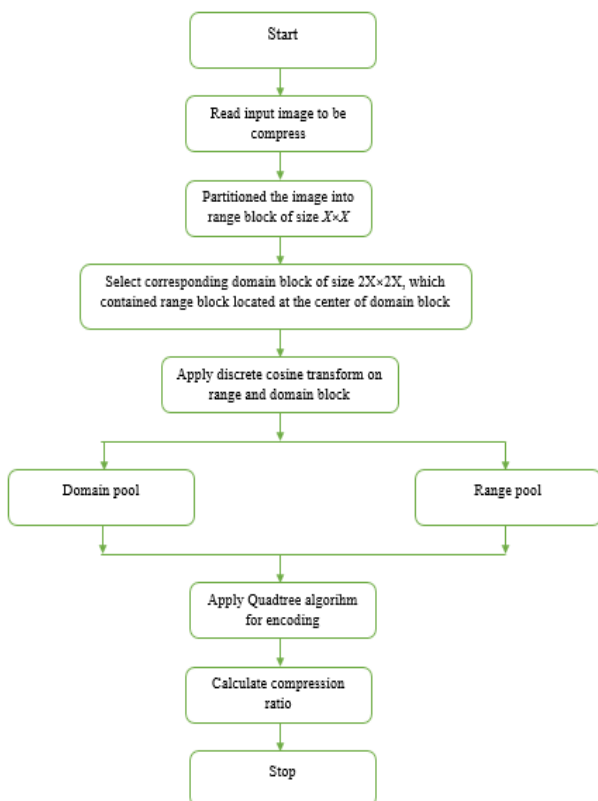 Start
Read input image to be
compress
Partitioned the image into
range block of size X×X
Select corresponding domain block of size 2X×2X, which
contained range block located at the center of domain block
Apply discrete cosine transform on
range and domain block
Domain pool
Range pool
Apply Quadtree algorihm
for encoding
Calculate compression
ratio
Stop